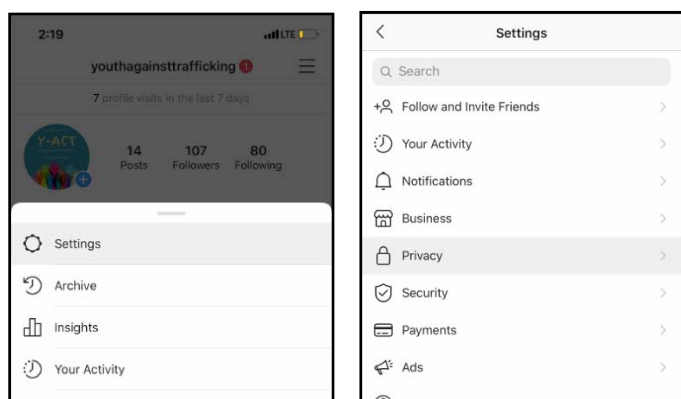 2:19 LTE
youthagainsttrafficking 1
7 profile visits in the last 7 days
Y-ACT
14 107 80
Posts Followers Following
Settings
Archive
Insights
Your Activity
Settings
Search
Follow and Invite Friends
Your Activity
Notifications
Business
Privacy
Security
Payments
Ads